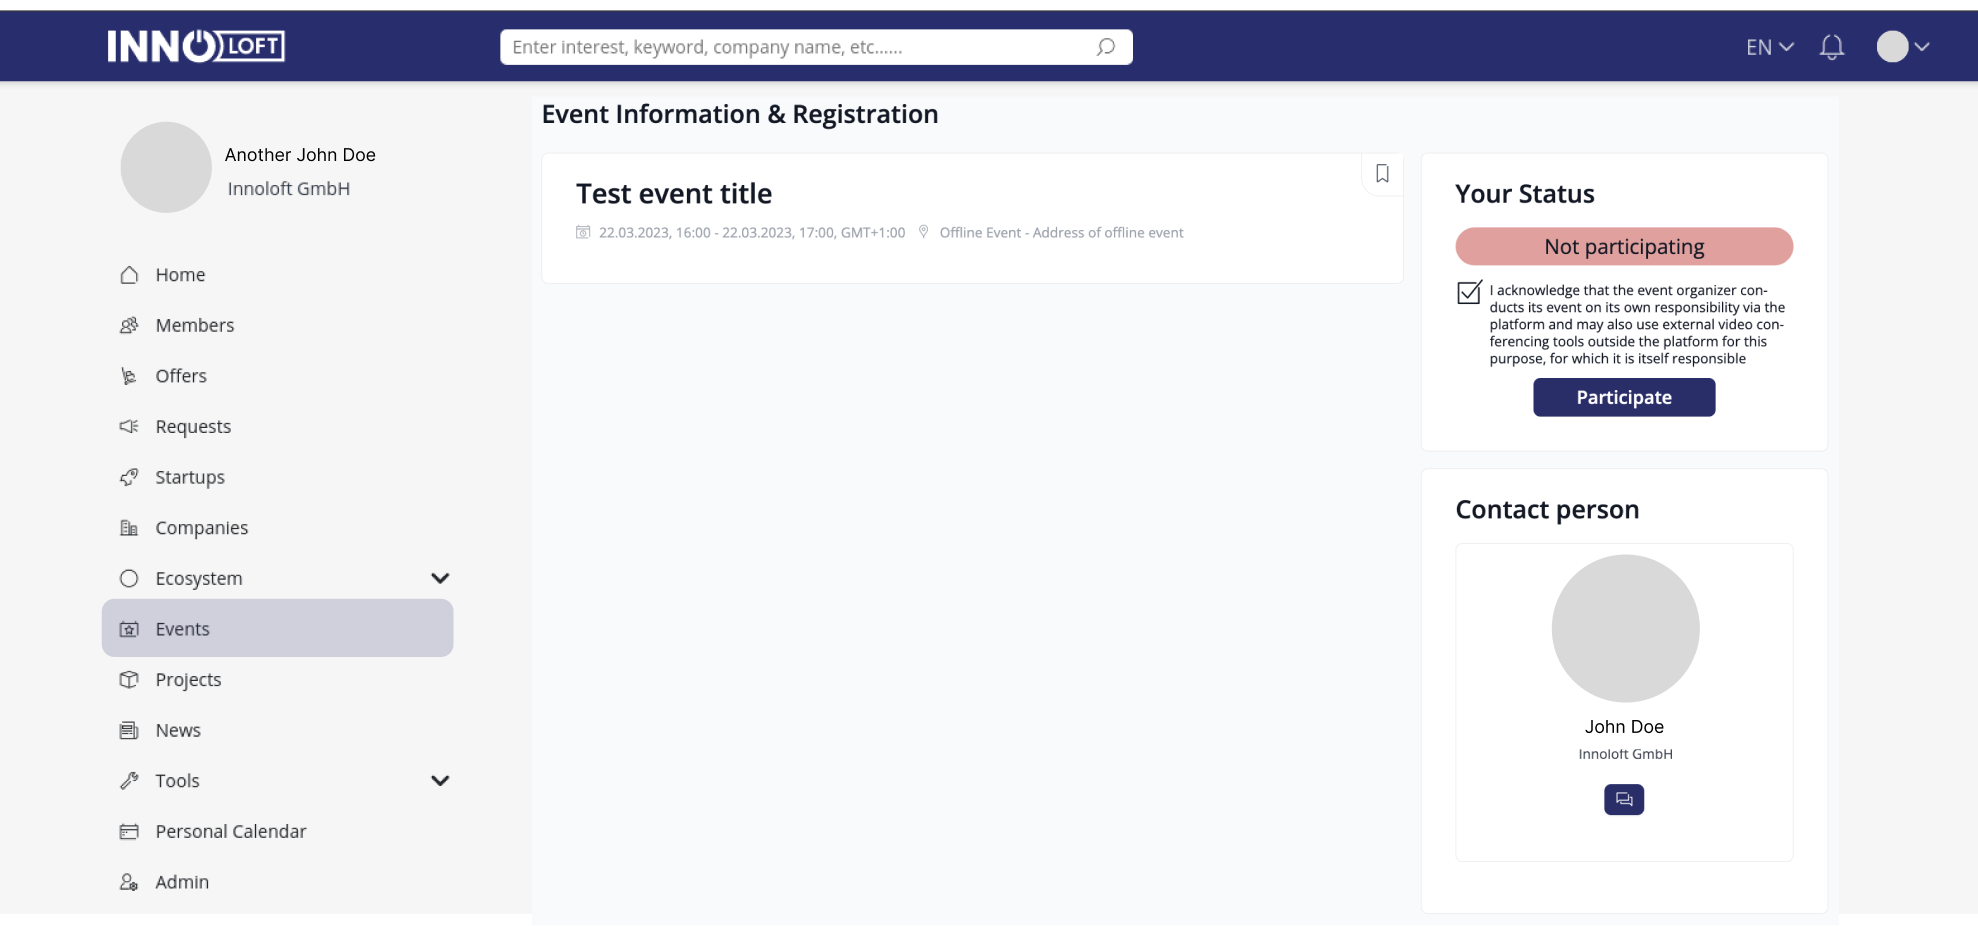 INNOLOFT
Enter interest, keyword, company name, etc......
EN
Another John Doe
Innoloft GmbH
Home
Members
Offers
Requests
Startups
Companies
Ecosystem
Events
Projects
News
Tools
Personal Calendar
Admin
Event Information & Registration
Test event title
22.03.2023, 16:00 - 22.03.2023, 17:00, GMT+1:00 Offline Event - Address of offline event
Your Status
Not participating
I acknowledge that the event organizer con-
ducts its event on its own responsibility via the
platform and may also use external video con-
ferencing tools outside the platform for this
purpose, for which it is itself responsible
Participate
Contact person
John Doe
Innoloft GmbH